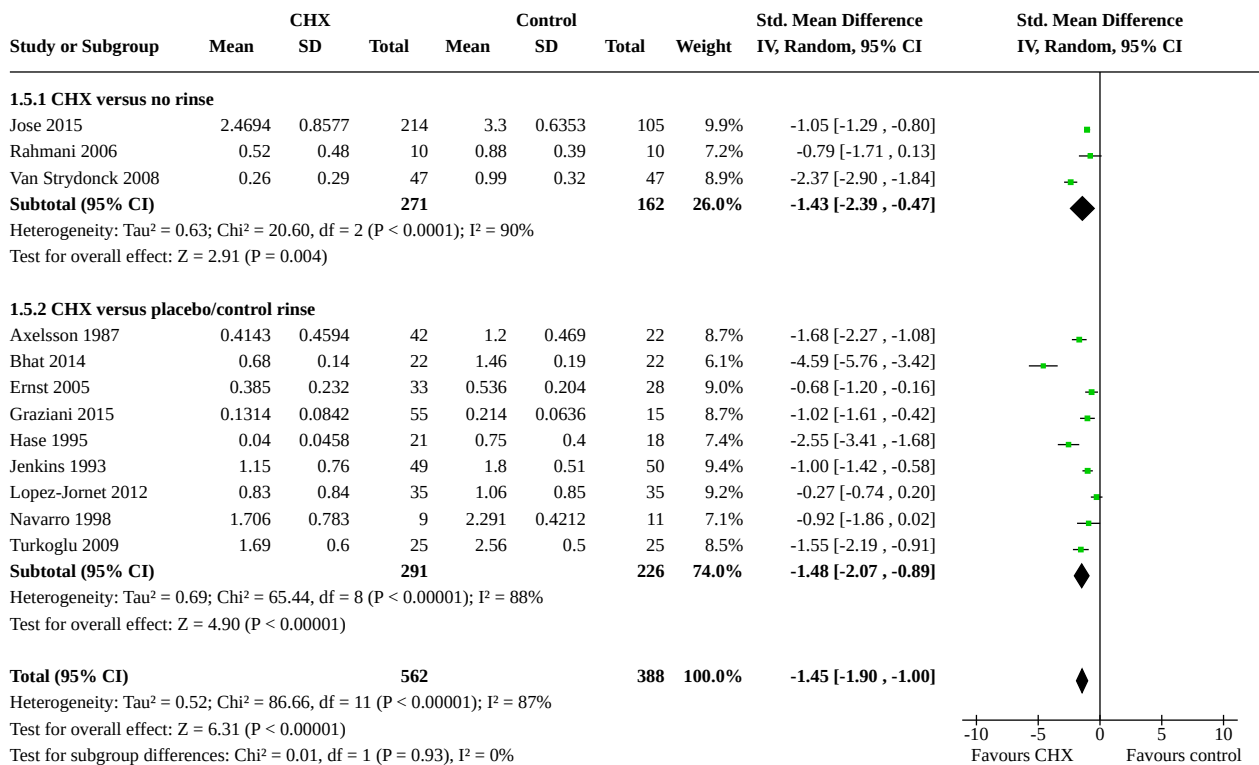 CHX Control Std. Mean Difference Std. Mean Difference
Study or Subgroup Mean SD Total Mean SD Total Weight IV, Random, 95% CI IV, Random, 95% CI
1.5.1 CHX versus no rinse
Jose 2015 2.4694 0.8577 214 3.3 0.6353 105 9.9% -1.05 [-1.29 , -0.80]
Rahmani 2006 0.52 0.48 10 0.88 0.39 10 7.2% -0.79 [-1.71 , 0.13]
Van Strydonck 2008 0.26 0.29 47 0.99 0.32 47 8.9% -2.37 [-2.90 , -1.84]
Subtotal (95% CI) 271 162 26.0% -1.43 [-2.39 , -0.47]
Heterogeneity: Tau² = 0.63; Chi² = 20.60, df = 2 (P < 0.0001); I² = 90%
Test for overall effect: Z = 2.91 (P = 0.004)
1.5.2 CHX versus placebo/control rinse
Axelsson 1987 0.4143 0.4594 42 1.2 0.469 22 8.7% -1.68 [-2.27 , -1.08]
Bhat 2014 0.68 0.14 22 1.46 0.19 22 6.1% -4.59 [-5.76 , -3.42]
Ernst 2005 0.385 0.232 33 0.536 0.204 28 9.0% -0.68 [-1.20 , -0.16]
Graziani 2015 0.1314 0.0842 55 0.214 0.0636 15 8.7% -1.02 [-1.61 , -0.42]
Hase 1995 0.04 0.0458 21 0.75 0.4 18 7.4% -2.55 [-3.41 , -1.68]
Jenkins 1993 1.15 0.76 49 1.8 0.51 50 9.4% -1.00 [-1.42 , -0.58]
Lopez-Jornet 2012 0.83 0.84 35 1.06 0.85 35 9.2% -0.27 [-0.74 , 0.20]
Navarro 1998 1.706 0.783 9 2.291 0.4212 11 7.1% -0.92 [-1.86 , 0.02]
Turkoglu 2009 1.69 0.6 25 2.56 0.5 25 8.5% -1.55 [-2.19 , -0.91]
Subtotal (95% CI) 291 226 74.0% -1.48 [-2.07 , -0.89]
Heterogeneity: Tau² = 0.69; Chi² = 65.44, df = 8 (P < 0.00001); I² = 88%
Test for overall effect: Z = 4.90 (P < 0.00001)
Total (95% CI) 562 388 100.0% -1.45 [-1.90 , -1.00]
Heterogeneity: Tau² = 0.52; Chi² = 86.66, df = 11 (P < 0.00001); I² = 87%
Test for overall effect: Z = 6.31 (P < 0.00001)
-10 -5 0 5 10
Test for subgroup differences: Chi² = 0.01, df = 1 (P = 0.93), I² = 0% Favours CHX Favours control